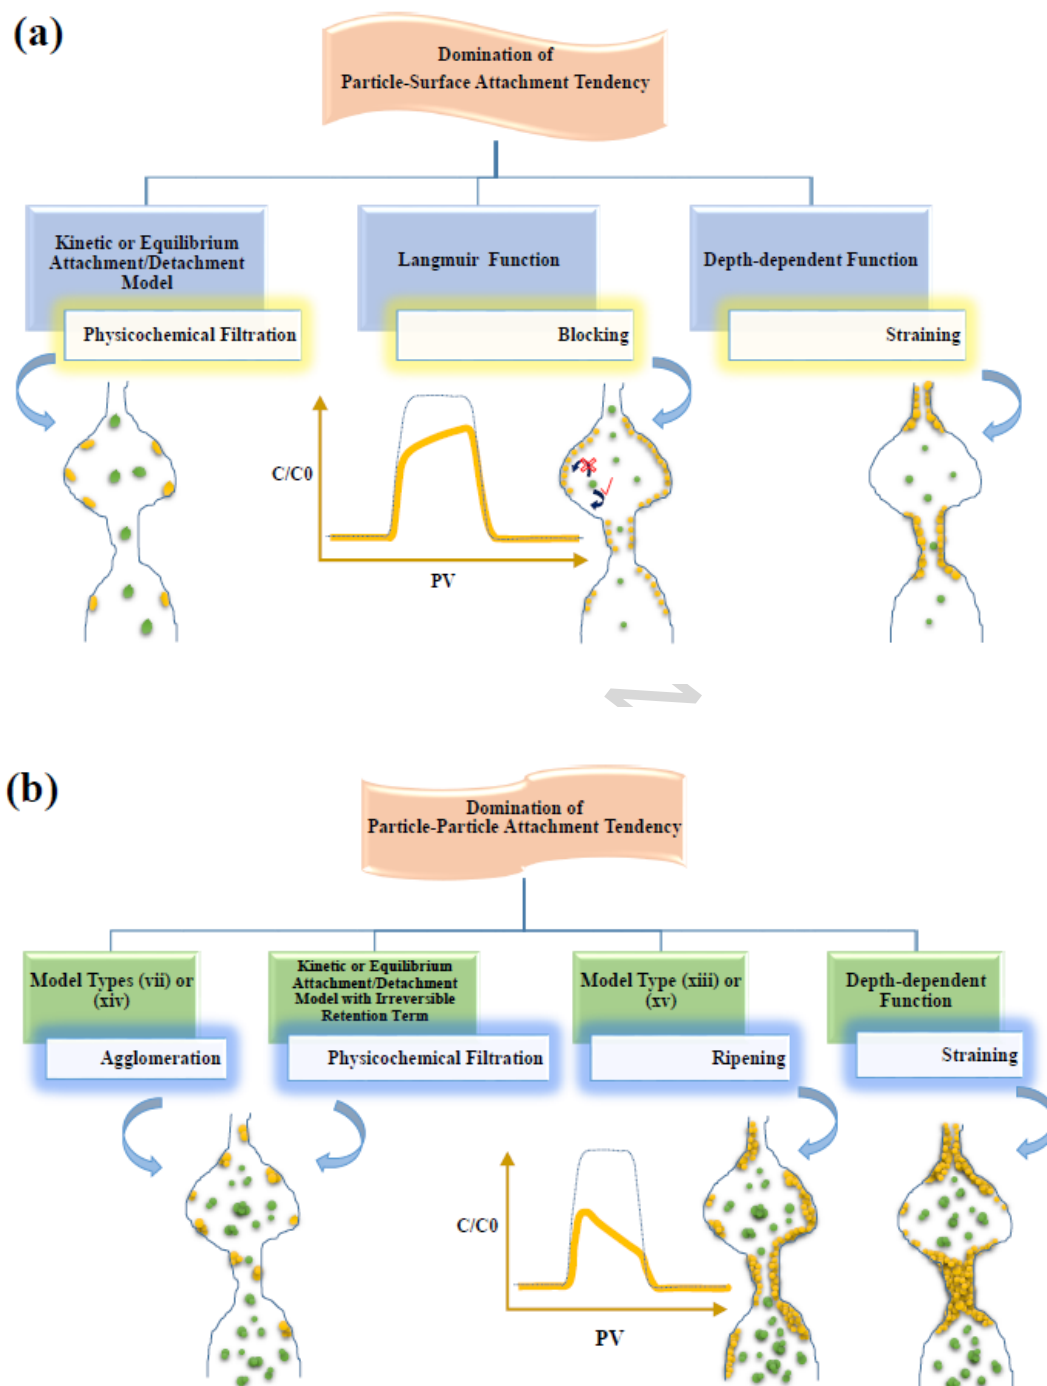 (a)
Domination of
Particle-Surface Attachment Tendency
Kinetic or Equilibrium
Attachment/Detachment
Model
Physicochemical Filtration
Langmuir Function
Blocking
Depth-dependent Function
Straining
C/C0
PV
(b)
Domination of
Particle-Particle Attachment Tendency
Model Types (vii) or
(xiv)
Agglomeration
Kinetic or Equilibrium
Attachment/Detachment
Model with Irreversible
Retention Term
Physicochemical Filtration
Model Type (xiii) or
(xv)
Ripening
Depth-dependent
Function
Straining
C/C0
PV